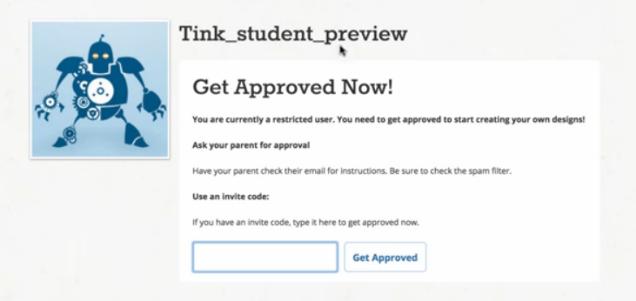 Tink_student_preview
Get Approved Now!
You are currently a restricted user. You need to get approved to start creating your own designs!
Ask your parent for approval
Have your parent check their email for instructions. Be sure to check the spam filter.
Use an invite code:
If you have an invite code, type it here to get approved now.
Get Approved